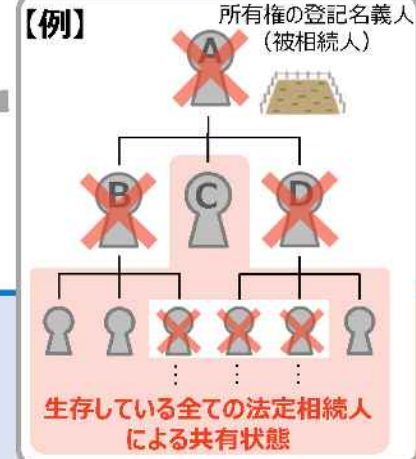 【例】
所有権の登記名義人
（被相続人）
A
B
C
D
生存している全ての法定相続人
による共有状態